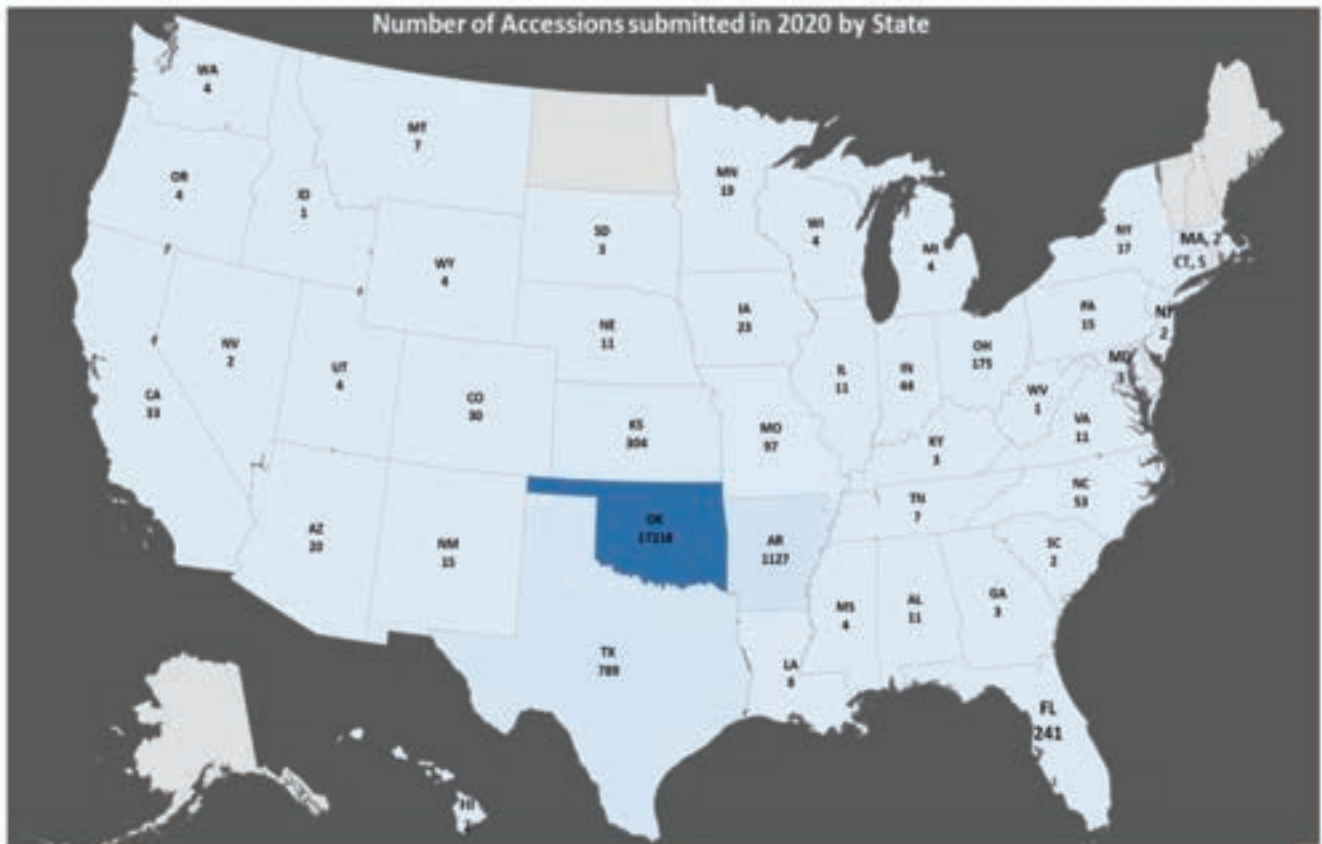 Number of Accessions submitted in 2020 by State
WA
4
MT
7
OR
4
ID
1
MN
19
WI
4
MI
4
NY
17
MA, 2
CT, 5
SD
3
WY
4
IA
23
PA
15
NJ
2
NE
11
NV
2
UT
4
CO
30
IL
11
IN
44
OH
175
MD
WV
1
CA
33
KS
304
MO
97
KY
3
VA
11
NC
53
TN
7
AZ
20
NM
15
OK
AR
1127
SC
2
MS
4
AL
11
GA
3
TX
789
LA
8
FL
241
HI